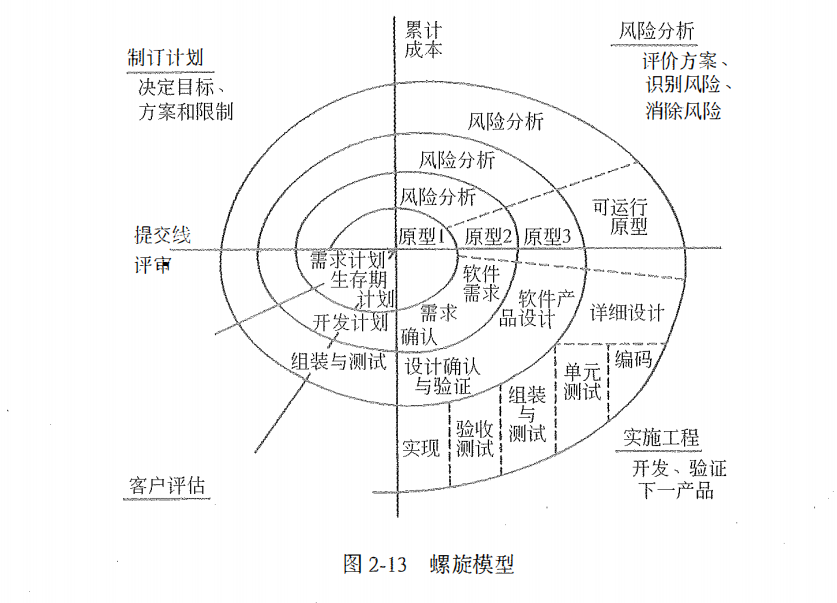 累计
成本
制订计划
决定目标、
方案和限制
风险分析
评价方案、
识别风险、
消除风险
风险分析
风险分析
风险分析
可运行
原型
提交线
评审
原型1
原型2
原型3
需求计划
生存期
计划
软件
需求
软件产
品设计
详细设计
开发计划
需求
确认
组装与测试
设计确认
与验证
单元
测试
编码
组装
与
测试
验收
测试
实现
实施工程
开发、验证
下一产品
客户评估
图 2-13 螺旋模型